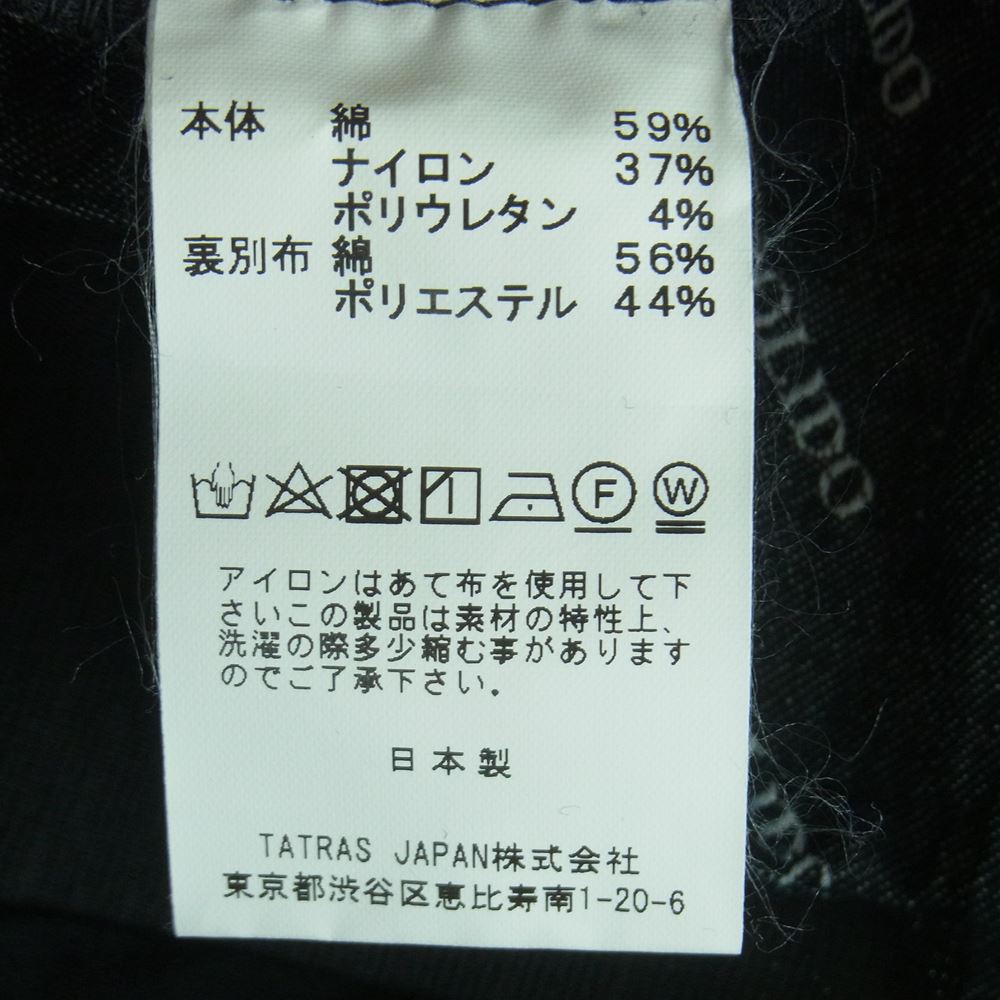 本体 綿 59%
ナイロン 37%
ポリウレタン 4%
裏別布 綿 56%
ポリエステル 44%
F W
アイロンはあて布を使用して下
さいこの製品は素材の特性上、
洗濯の際多少縮む事があります
のでご了承下さい。
日本製
TATRAS JAPAN株式会社
東京都渋谷区恵比寿南1-20-6